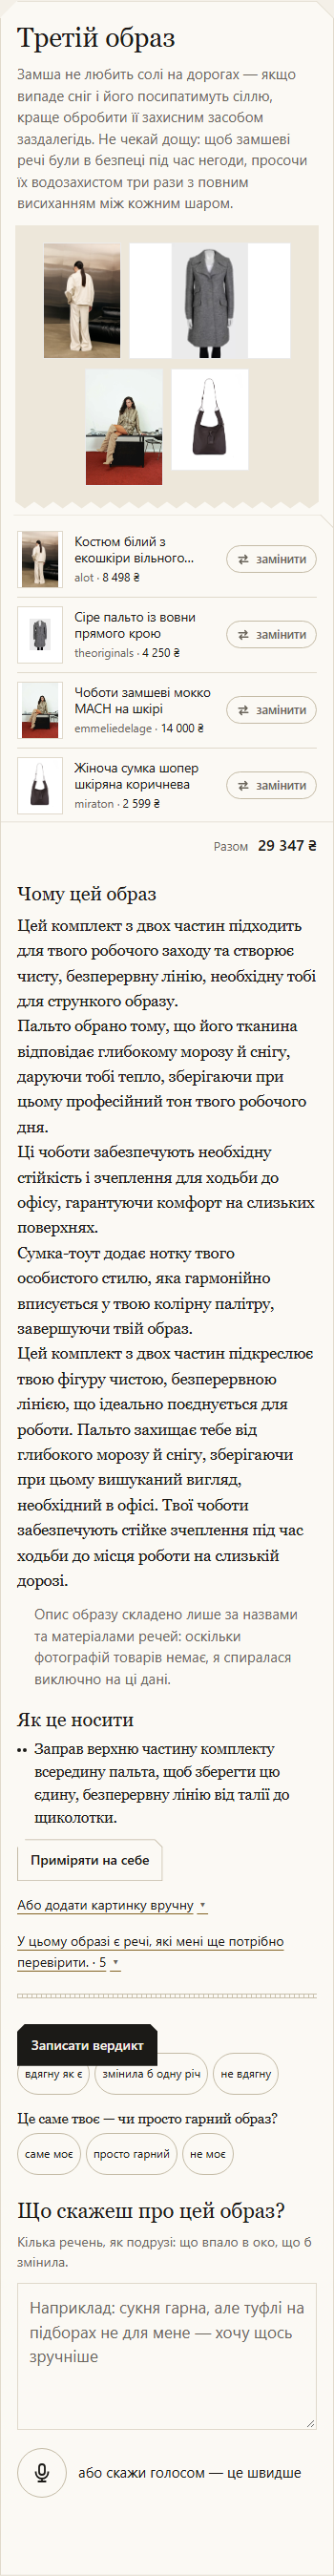 Третій образ
Замша не любить солі на дорогах — якщо
випаде сніг і його посипатимуть сіллю,
краще обробити її захисним засобом
заздалегідь. Не чекай дощу: щоб замшеві
речі були в безпеці під час негоди, просочи
їх водозахистом три рази з повним
висиханням між кожним шаром.
Костюм білий з
екошкіри вільного...
alot · 8 498 ₴
замінити
Сіре пальто із вовни
прямого крою
theoriginals · 4 250 ₴
замінити
Чоботи замшеві мокко
MACH на шкірі
emmeliedelage · 14 000 ₴
замінити
Жіноча сумка шопер
шкіряна коричнева
miraton · 2 599 ₴
замінити
Разом 29 347 ₴
Чому цей образ
Цей комплект з двох частин підходить
для твого робочого заходу та створює
чисту, безперервну лінію, необхідну тобі
для стрункого образу.
Пальто обрано тому, що його тканина
відповідає глибокому морозу й снігу,
даруючи тобі тепло, зберігаючи при
цьому професійний тон твого робочого
дня.
Ці чоботи забезпечують необхідну
стійкість і зчеплення для ходьби до
офісу, гарантуючи комфорт на слизьких
поверхнях.
Сумка-тоут додає нотку твого
особистого стилю, яка гармонійно
вписується у твою колірну палітру,
завершуючи твій образ.
Цей комплект з двох частин підкреслює
твою фігуру чистою, безперервною
лінією, що ідеально поєднується для
роботи. Пальто захищає тебе від
глибокого морозу й снігу, зберігаючи
при цьому вишуканий вигляд,
необхідний в офісі. Твої чоботи
забезпечують стійке зчеплення під час
ходьби до місця роботи на слизькій
дорозі.
Опис образу складено лише за назвами
та матеріалами речей: оскільки
фотографій товарів немає, я спиралася
виключно на ці дані.
Як це носити
Заправ верхню частину комплекту
всередину пальта, щоб зберегти цю
єдину, безперервну лінію від талії до
щиколотки.
Приміряти на себе
Або додати картинку вручну
У цьому образі є речі, які мені ще потрібно
перевірити. · 5
Записати вердикт
вдягну як є
змінила б одну річ
не вдягну
Це саме твоє — чи просто гарний образ?
саме моє
просто гарний
не моє
Що скажеш про цей образ?
Кілька речень, як подрузі: що впало в око, що б
змінила.
Наприклад: сукня гарна, але туфлі на
підборах не для мене — хочу щось
зручніше
або скажи голосом — це швидше